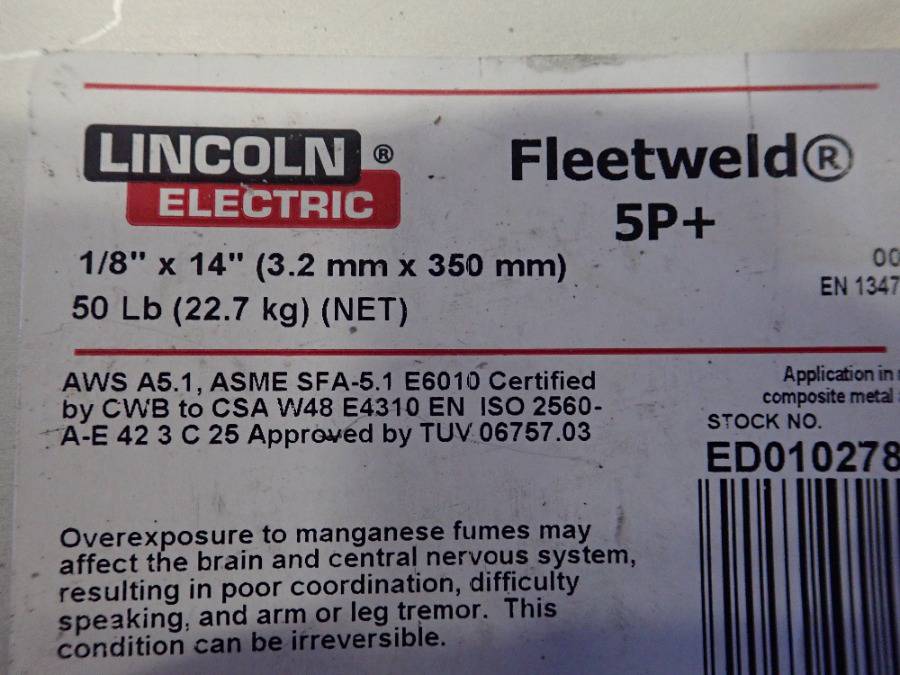 LINCOLN ®
ELECTRIC
Fleetweld®
5P+
1/8" x 14" (3.2 mm x 350 mm)
50 Lb (22.7 kg) (NET)
00
EN 1347
AWS A5.1, ASME SFA-5.1 E6010 Certified
by CWB to CSA W48 E4310 EN ISO 2560-
A-E 42 3 C 25 Approved by TUV 06757.03
Application in
composite metal
STOCK NO.
ED010278
Overexposure to manganese fumes may
affect the brain and central nervous system,
resulting in poor coordination, difficulty
speaking, and arm or leg tremor. This
condition can be irreversible.